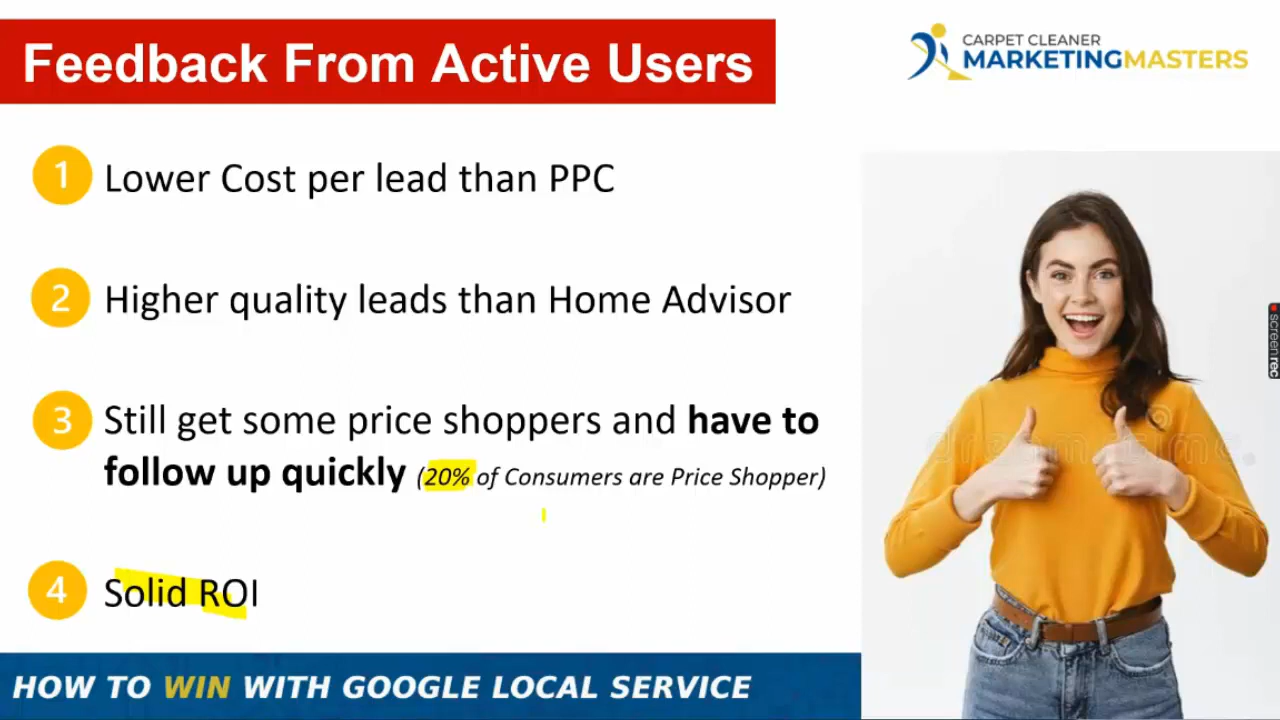 Feedback From Active Users
CARPET CLEANER
MARKETINGMASTERS
1 Lower Cost per lead than PPC
2 Higher quality leads than Home Advisor
3 Still get some price shoppers and have to
follow up quickly (20% of Consumers are Price Shopper)
4 Solid ROI
HOW TO WIN WITH GOOGLE LOCAL SERVICE
screenrec
dreamstime.